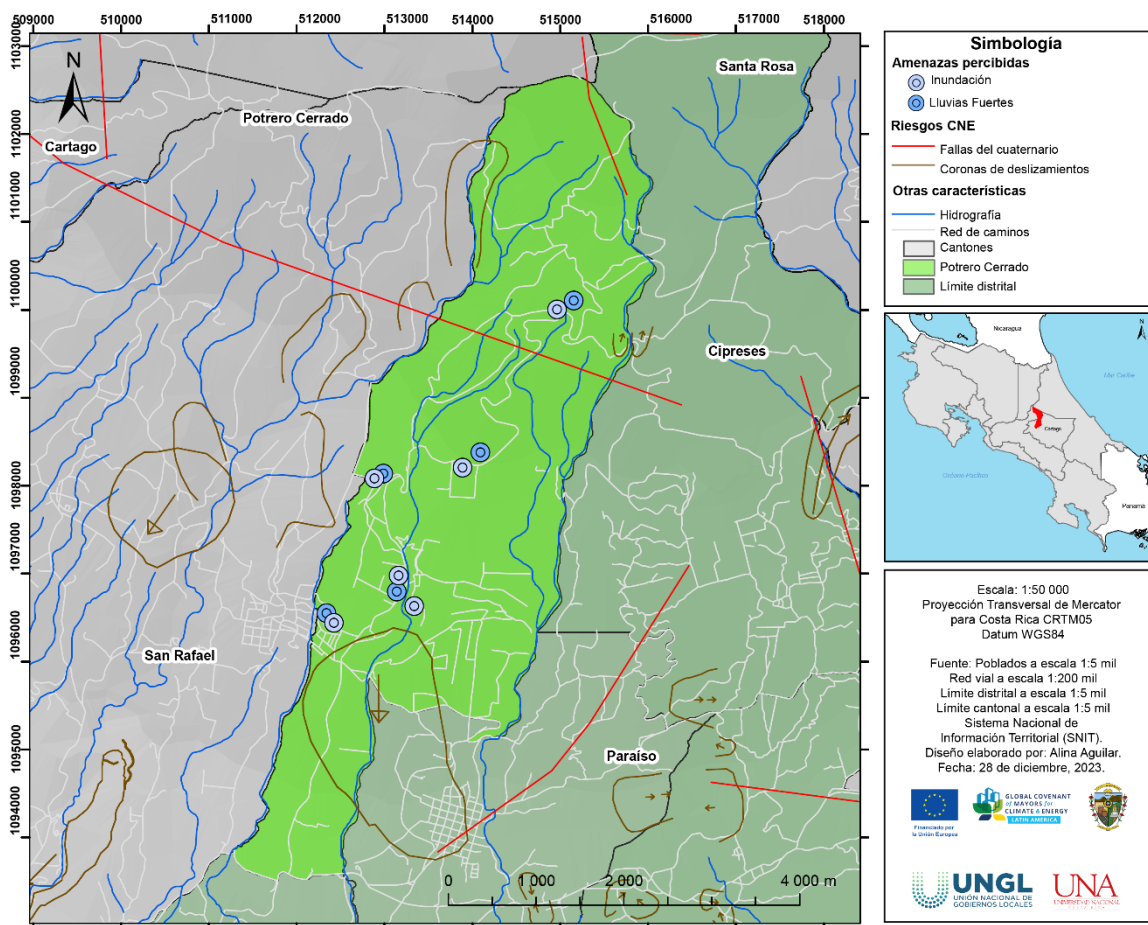 509000 510000 511000 512000 513000 514000 515000 516000 517000 518000
1103000
1102000
1101000
1100000
1099000
1098000
1097000
1096000
1095000
1094000
N
Santa Rosa
Potrero Cerrado
Cartago
Cipreses
San Rafael
Paraíso
0 1 000 2 000 4 000 m
Simbología
Amenazas percibidas
Inundación
Lluvias Fuertes
Riesgos CNE
Fallas del cuaternario
Coronas de deslizamientos
Otras características
Hidrografía
Red de caminos
Cantones
Potrero Cerrado
Límite distrital
N
Nicaragua
Mar Caribe
Cartago
Océano Pacífico
Panamá
Escala: 1:50 000
Proyección Transversal de Mercator
para Costa Rica CRTM05
Datum WGS84
Fuente: Poblados a escala 1:5 mil
Red vial a escala 1:200 mil
Límite distrital a escala 1:5 mil
Límite cantonal a escala 1:5 mil
Sistema Nacional de
Información Territorial (SNIT).
Diseño elaborado por: Alina Aguilar.
Fecha: 28 de diciembre, 2023.
Financiado por
la Unión Europea
GLOBAL COVENANT
of MAYORS for
CLIMATE & ENERGY
LATIN AMERICA
UNGL
UNIÓN NACIONAL DE
GOBIERNOS LOCALES
UNA
UNIVERSIDAD NACIONAL
COSTA RICA